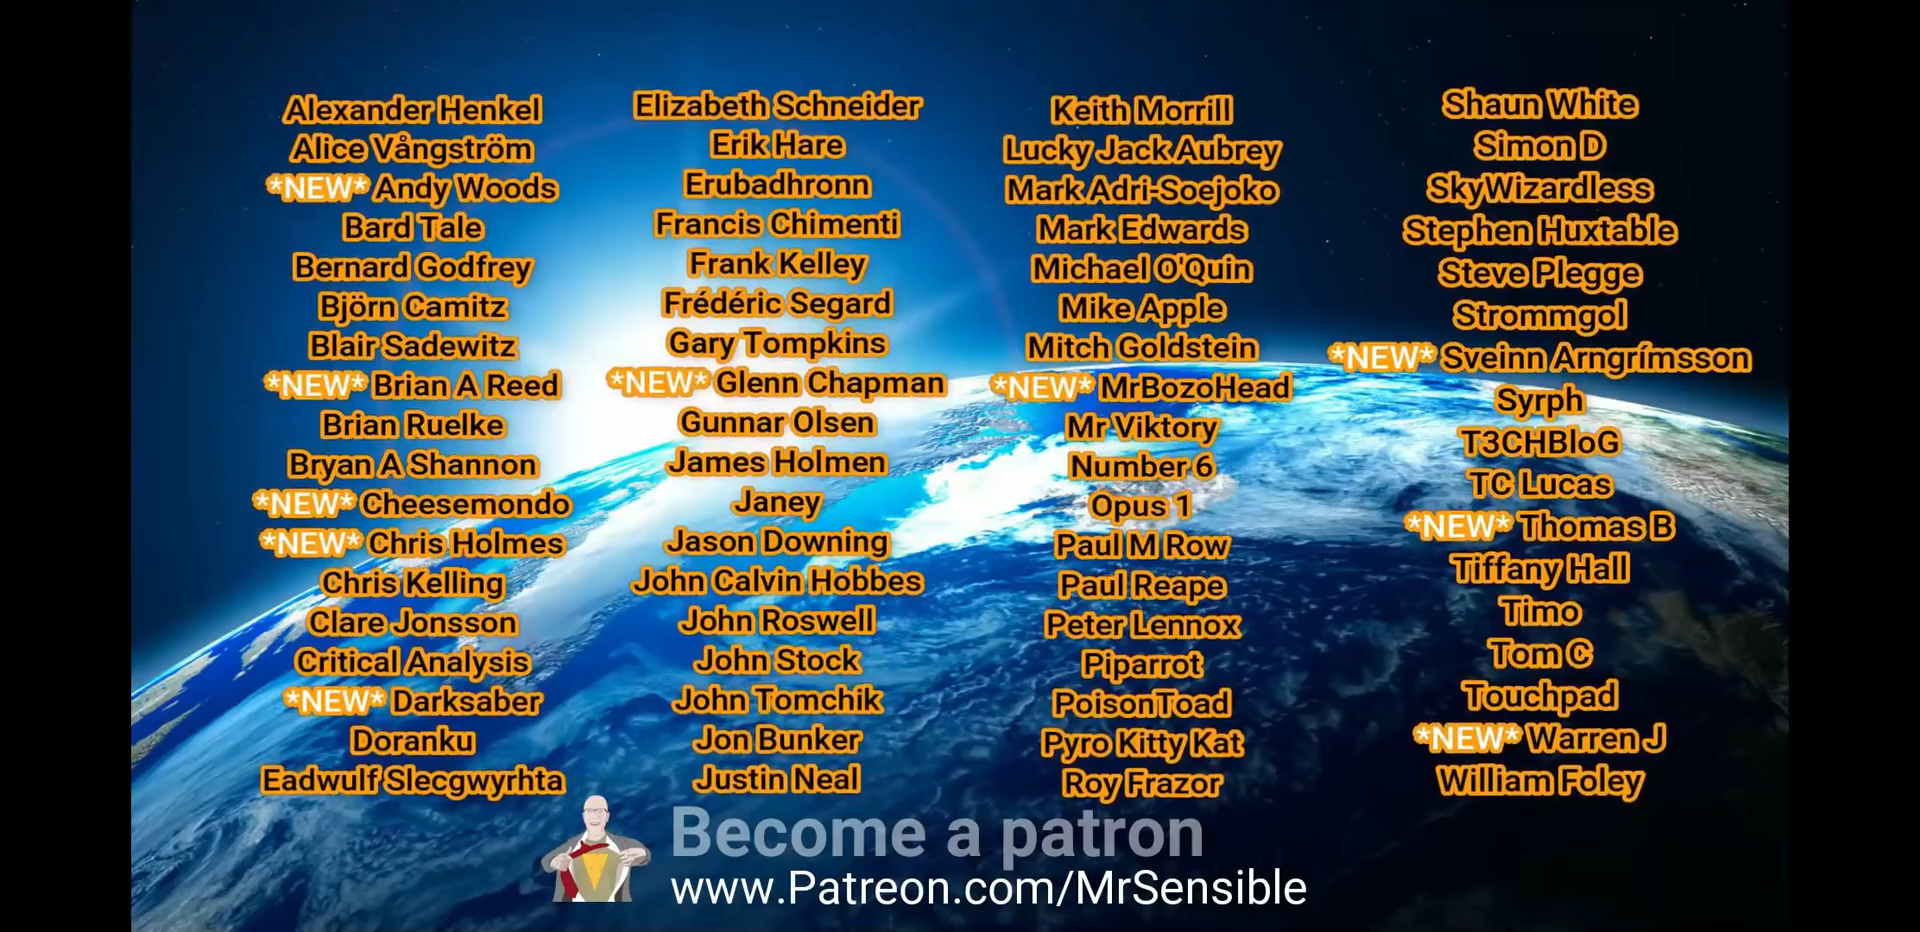 Alexander Henkel
Alice Vångström
*NEW* Andy Woods
Bard Tale
Bernard Godfrey
Björn Camitz
Blair Sadewitz
*NEW* Brian A Reed
Brian Ruelke
Bryan A Shannon
*NEW* Cheesemondo
*NEW* Chris Holmes
Chris Kelling
Clare Jonsson
Critical Analysis
*NEW* Darksaber
Doranku
Eadwulf Slecgwyrhta
Elizabeth Schneider
Erik Hare
Erubadhronn
Francis Chimenti
Frank Kelley
Frédéric Segard
Gary Tompkins
*NEW* Glenn Chapman
Gunnar Olsen
James Holmen
Janey
Jason Downing
John Calvin Hobbes
John Roswell
John Stock
John Tomchik
Jon Bunker
Justin Neal
Keith Morrill
Lucky Jack Aubrey
Mark Adri-Soejoko
Mark Edwards
Michael O'Quin
Mike Apple
Mitch Goldstein
*NEW* MrBozoHead
Mr Viktory
Number 6
Opus 1
Paul M Row
Paul Reape
Peter Lennox
Piparrot
PoisonToad
Pyro Kitty Kat
Roy Frazor
Shaun White
Simon D
SkyWizardless
Stephen Huxtable
Steve Plegge
Strommgol
*NEW* Sveinn Arngrímsson
Syrph
T3CHBloG
TC Lucas
*NEW* Thomas B
Tiffany Hall
Timo
Tom C
Touchpad
*NEW* Warren J
William Foley
Become a patron
www.Patreon.com/MrSensible